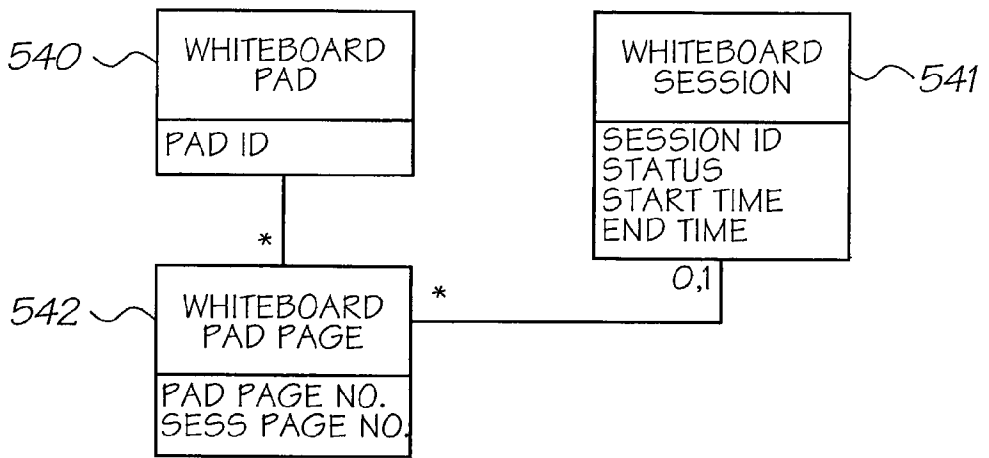 540
WHITEBOARD
PAD
PAD ID
*
WHITEBOARD
SESSION
541
SESSION ID
STATUS
START TIME
END TIME
0,1
*
542
WHITEBOARD
PAD PAGE
PAD PAGE NO.
SESS PAGE NO.